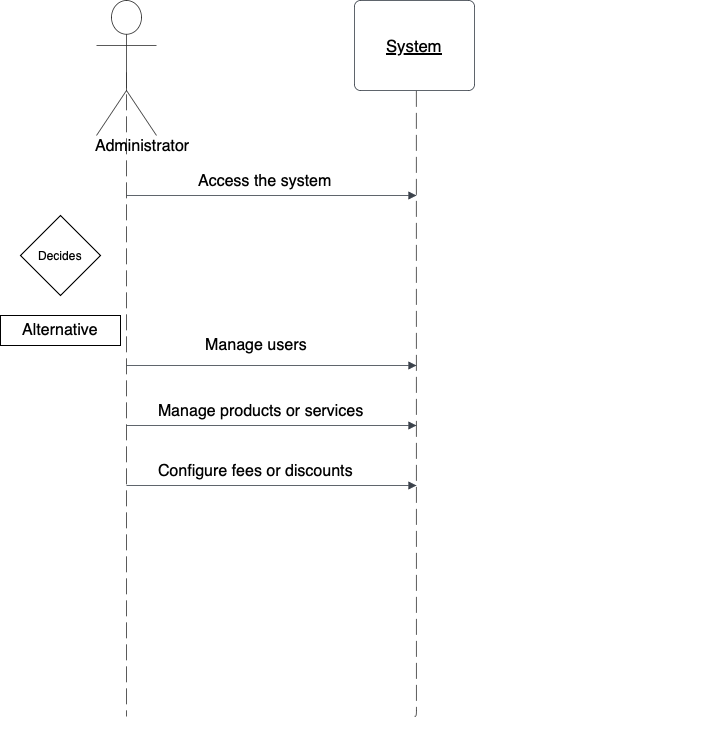 System
Administrator
Access the system
Decides
Alternative
Manage users
Manage products or services
Configure fees or discounts